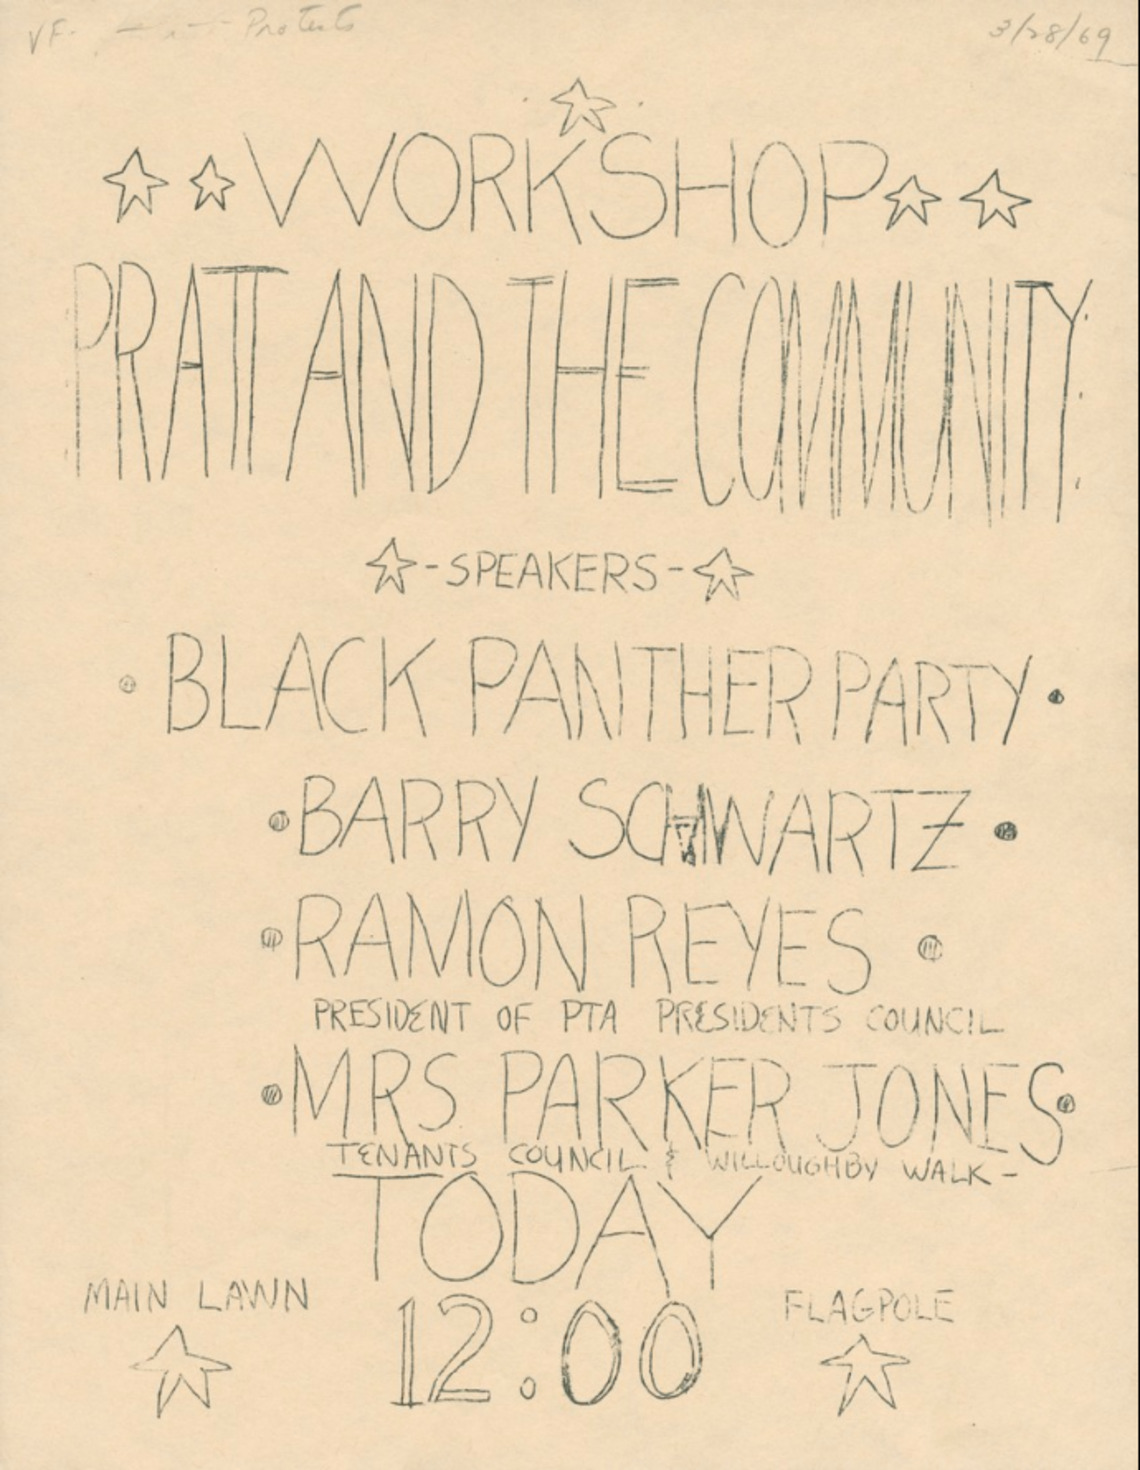 VF. Protests
3/28/69
WORKSHOP
PRATT AND THE COMMUNITY:
-SPEAKERS-
BLACK PANTHER PARTY
BARRY SCHWARTZ
RAMON REYES
PRESIDENT OF PTA PRESIDENTS COUNCIL
MRS. PARKER JONES
TENANTS COUNCIL & WILLOUGHBY WALK-
TODAY
MAIN LAWN
FLAGPOLE
12:00